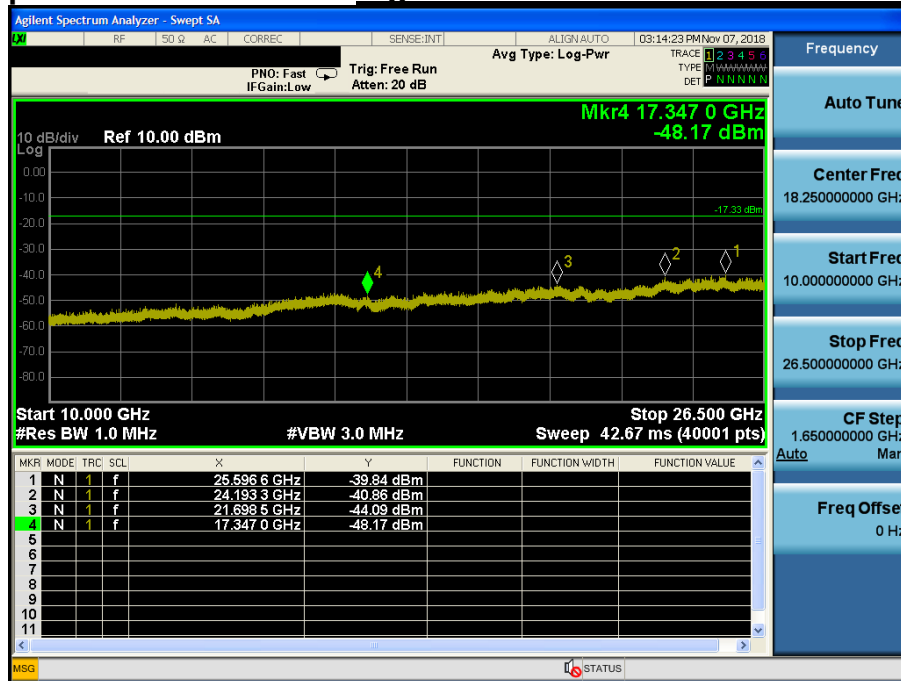 Agilent Spectrum Analyzer - Swept SA
LXI RF 50 Ω AC CORREC SENSE:INT ALIGN AUTO 03:14:23 PM Nov 07, 2018
Avg Type: Log-Pwr TRACE 1 2 3 4 5 6
PNO: Fast Trig: Free Run TYPE M W W W W W
IFGain:Low Atten: 20 dB DET P N N N N N
Mkr4 17.347 0 GHz
-48.17 dBm
10 dB/div Ref 10.00 dBm
Log
0.00
-10.0
-17.33 dBm
-20.0
-30.0
-40.0
-50.0
-60.0
-70.0
-80.0
4
3
2
1
Start 10.000 GHz Stop 26.500 GHz
#Res BW 1.0 MHz #VBW 3.0 MHz Sweep 42.67 ms (40001 pts)
MKR MODE TRC SCL X Y FUNCTION FUNCTION WIDTH FUNCTION VALUE
1 N 1 f 25.596 6 GHz -39.84 dBm
2 N 1 f 24.193 3 GHz -40.86 dBm
3 N 1 f 21.698 5 GHz -44.09 dBm
4 N 1 f 17.347 0 GHz -48.17 dBm
5
6
7
8
9
10
11
MSG STATUS
Frequency
Auto Tune
Center Freq
18.250000000 GHz
Start Freq
10.000000000 GHz
Stop Freq
26.500000000 GHz
CF Step
1.650000000 GHz
Auto Man
Freq Offset
0 Hz